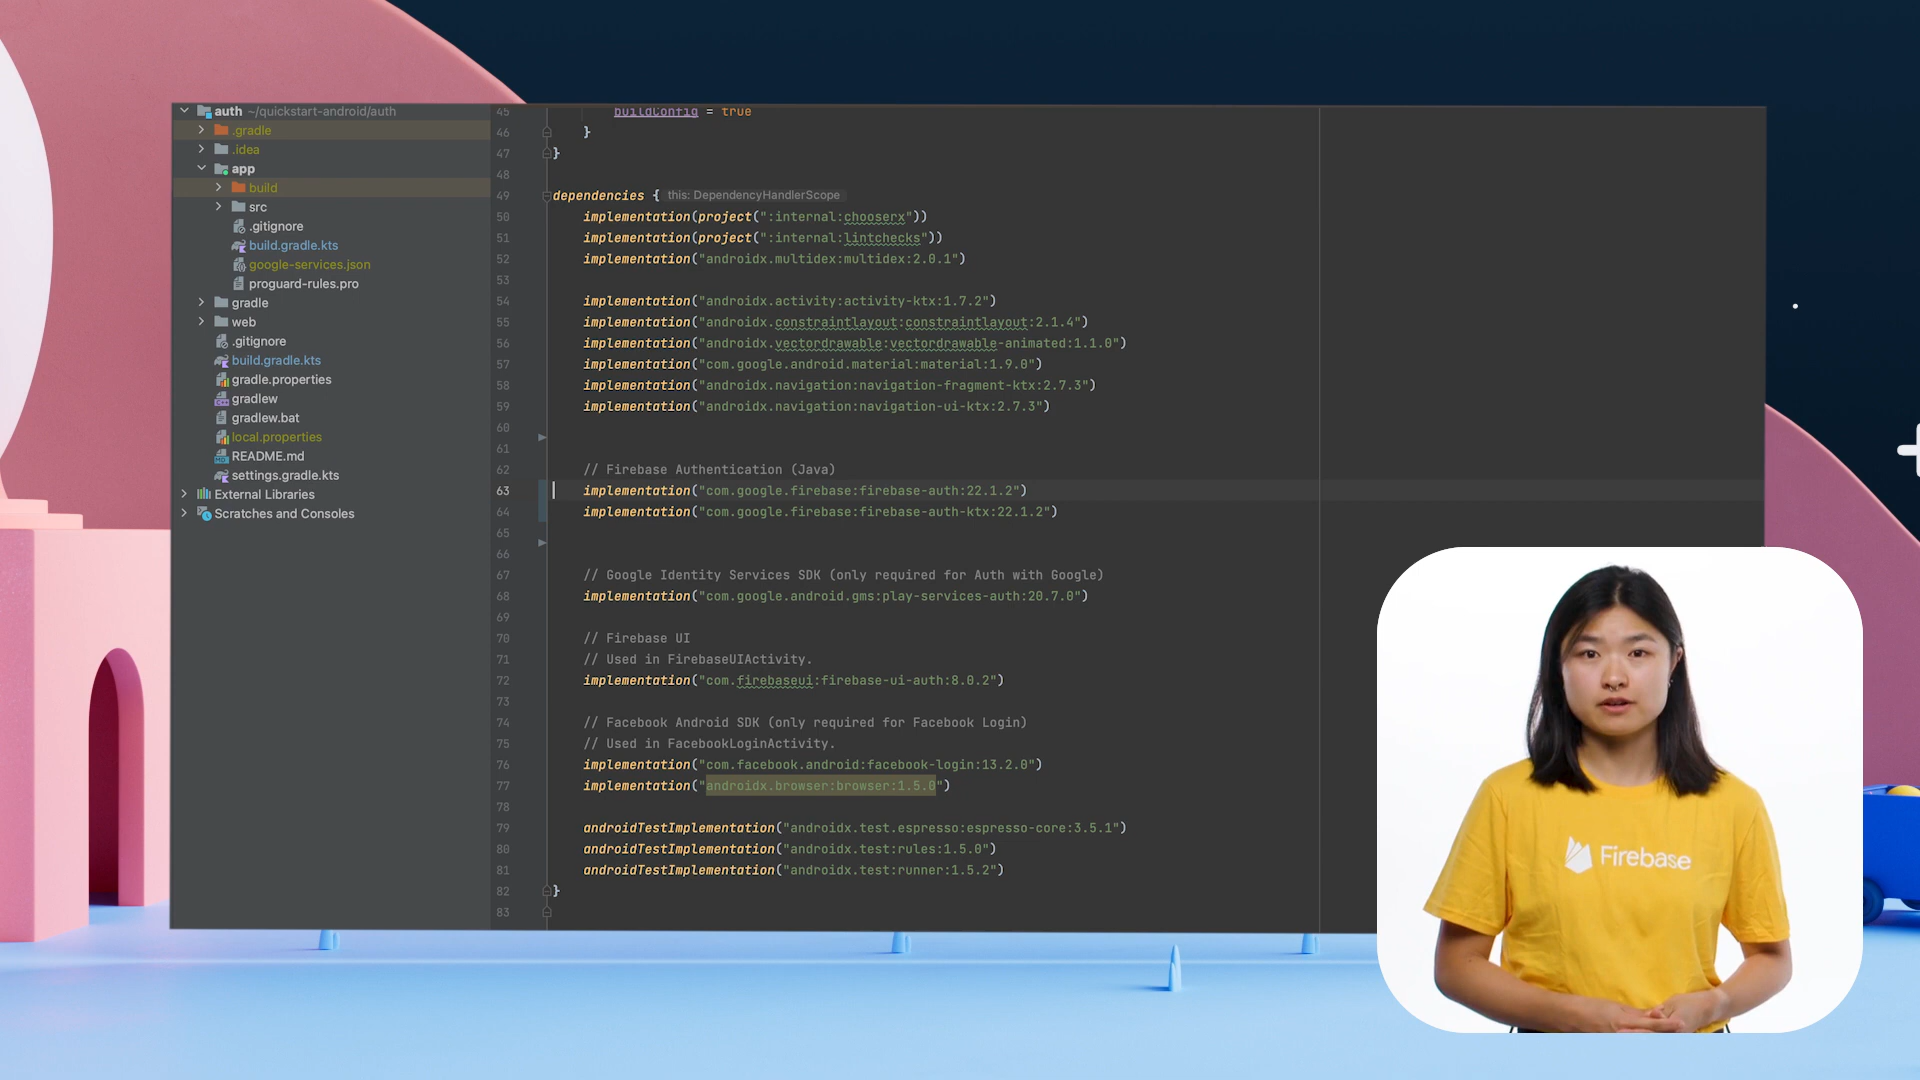 auth ~/quickstart-android/auth
.gradle
.idea
app
build
src
.gitignore
build.gradle.kts
google-services.json
proguard-rules.pro
gradle
web
.gitignore
build.gradle.kts
gradle.properties
gradlew
gradlew.bat
local.properties
README.md
settings.gradle.kts
External Libraries
Scratches and Consoles
45 buildConfig = true
46 }
47 }
48
49 dependencies { this: DependencyHandlerScope
50 implementation(project(":internal:chooserx"))
51 implementation(project(":internal:lintchecks"))
52 implementation("androidx.multidex:multidex:2.0.1")
53
54 implementation("androidx.activity:activity-ktx:1.7.2")
55 implementation("androidx.constraintlayout:constraintlayout:2.1.4")
56 implementation("androidx.vectordrawable:vectordrawable-animated:1.1.0")
57 implementation("com.google.android.material:material:1.9.0")
58 implementation("androidx.navigation:navigation-fragment-ktx:2.7.3")
59 implementation("androidx.navigation:navigation-ui-ktx:2.7.3")
60
61
62 // Firebase Authentication (Java)
63 implementation("com.google.firebase:firebase-auth:22.1.2")
64 implementation("com.google.firebase:firebase-auth-ktx:22.1.2")
65
66
67 // Google Identity Services SDK (only required for Auth with Google)
68 implementation("com.google.android.gms:play-services-auth:20.7.0")
69
70 // Firebase UI
71 // Used in FirebaseUIActivity.
72 implementation("com.firebaseui:firebase-ui-auth:8.0.2")
73
74 // Facebook Android SDK (only required for Facebook Login)
75 // Used in FacebookLoginActivity.
76 implementation("com.facebook.android:facebook-login:13.2.0")
77 implementation("androidx.browser:browser:1.5.0")
78
79 androidTestImplementation("androidx.test.espresso:espresso-core:3.5.1")
80 androidTestImplementation("androidx.test:rules:1.5.0")
81 androidTestImplementation("androidx.test:runner:1.5.2")
82 }
83
Firebase